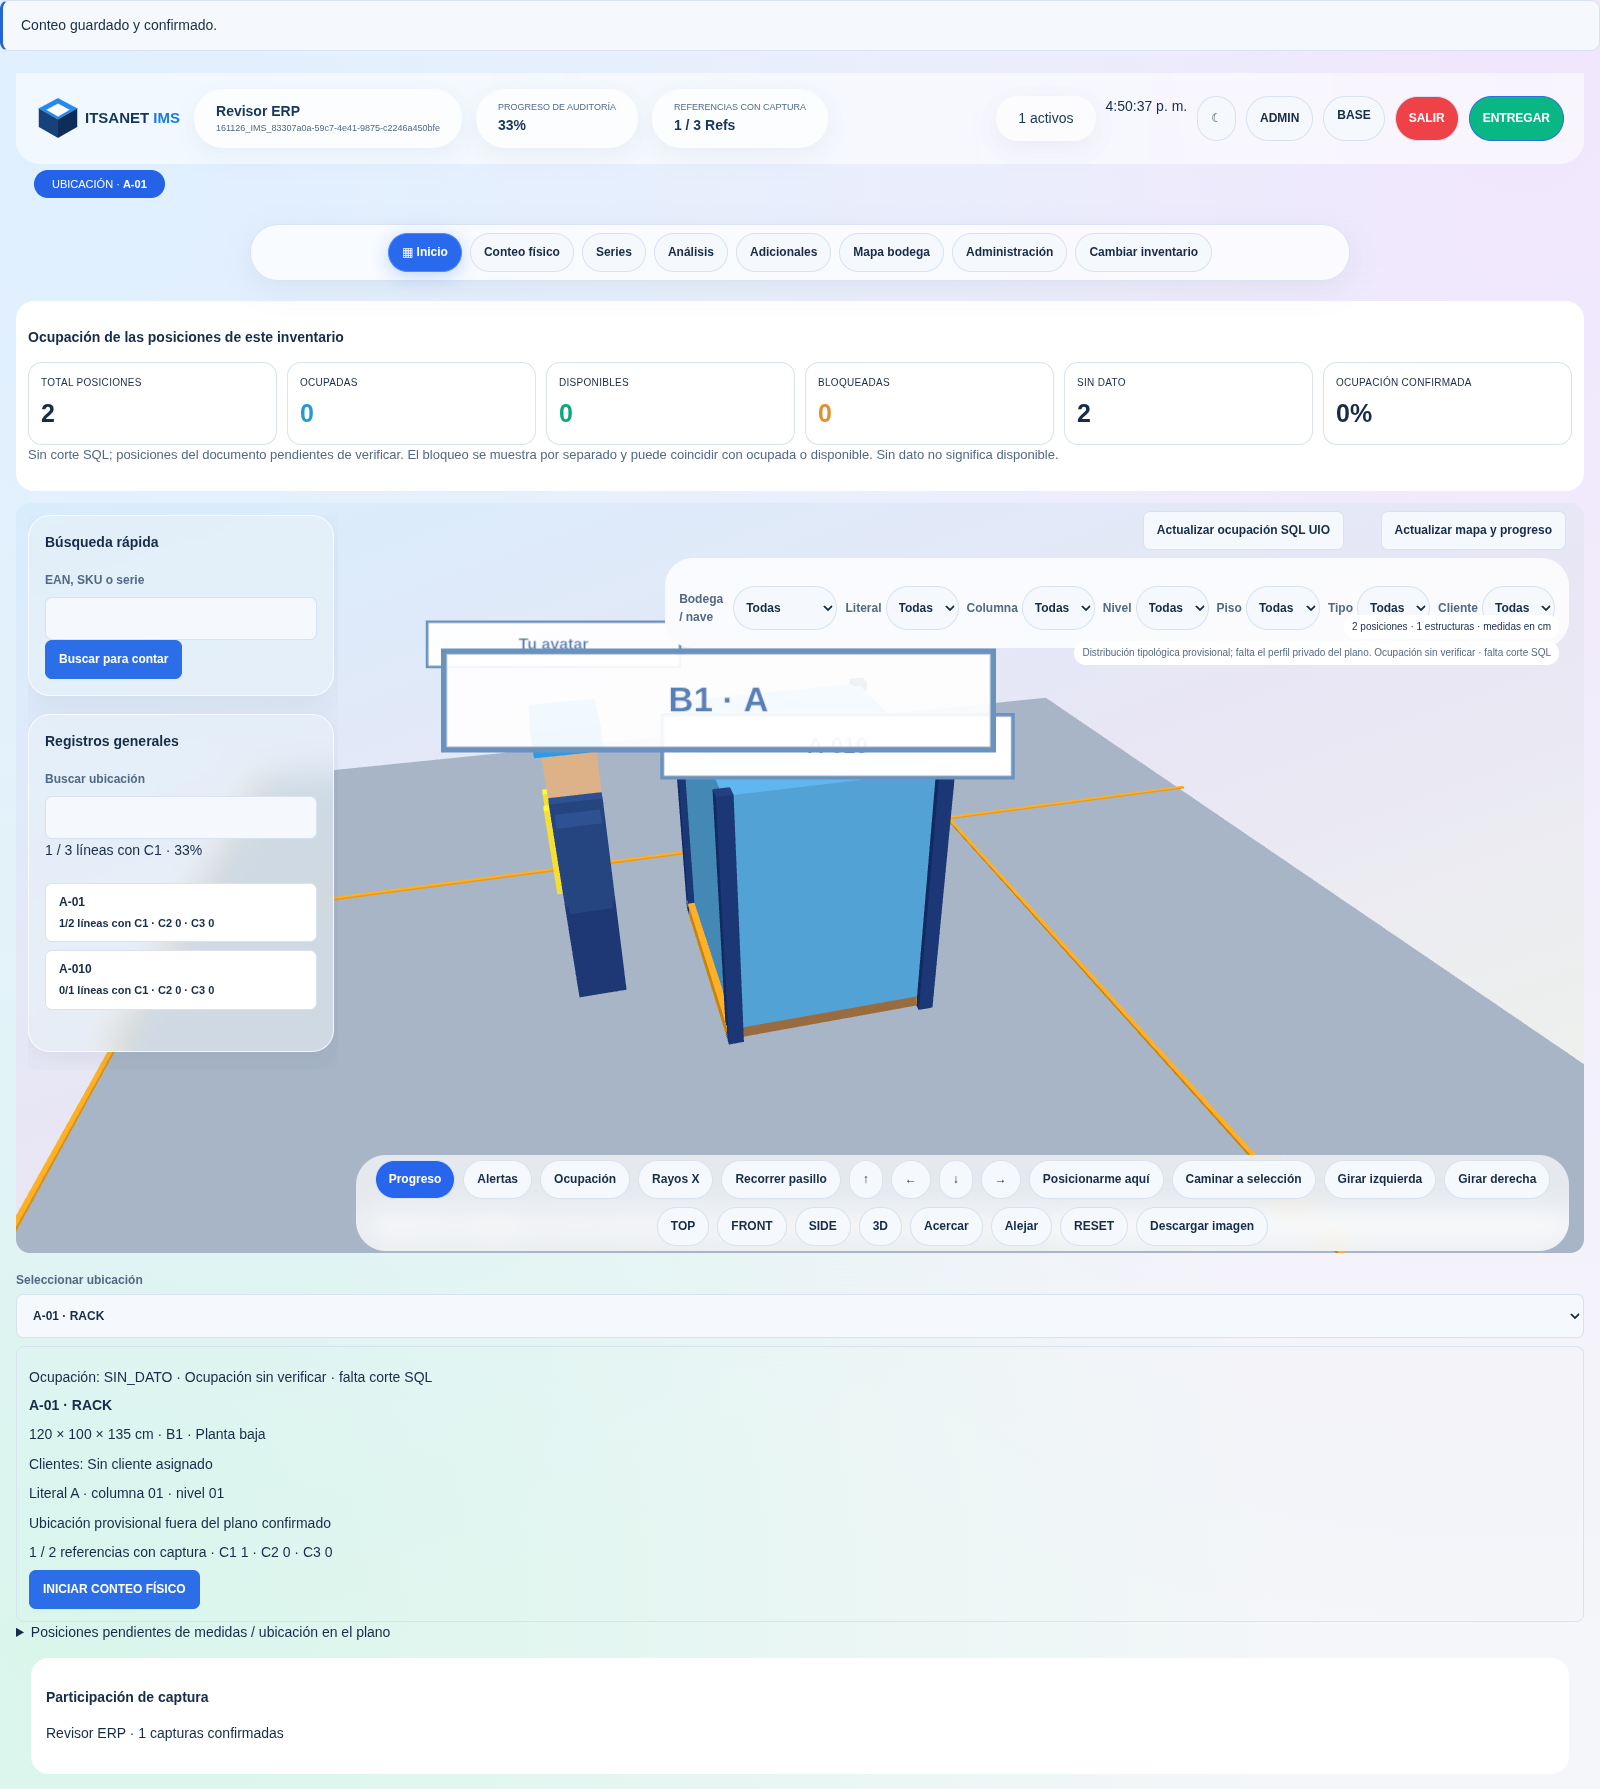 Conteo guardado y confirmado.
ITSANET IMS
Revisor ERP
161126_IMS_83307a0a-59c7-4e41-9875-c2246a450bfe
PROGRESO DE AUDITORÍA
33%
REFERENCIAS CON CAPTURA
1 / 3 Refs
1 activos
4:50:37 p. m.
☾
ADMIN
BASE
SALIR
ENTREGAR
UBICACIÓN · A-01
▦ Inicio
Conteo físico
Series
Análisis
Adicionales
Mapa bodega
Administración
Cambiar inventario
Ocupación de las posiciones de este inventario
TOTAL POSICIONES
2
OCUPADAS
0
DISPONIBLES
0
BLOQUEADAS
0
SIN DATO
2
OCUPACIÓN CONFIRMADA
0%
Sin corte SQL; posiciones del documento pendientes de verificar. El bloqueo se muestra por separado y puede coincidir con ocupada o disponible. Sin dato no significa disponible.
Búsqueda rápida
EAN, SKU o serie
Buscar para contar
Registros generales
Buscar ubicación
1 / 3 líneas con C1 · 33%
A-01
1/2 líneas con C1 · C2 0 · C3 0
A-010
0/1 líneas con C1 · C2 0 · C3 0
Actualizar ocupación SQL UIO
Actualizar mapa y progreso
Bodega / nave
Todas
Literal
Todas
Columna
Todas
Nivel
Todas
Piso
Todas
Tipo
Todas
Cliente
Todas
2 posiciones · 1 estructuras · medidas en cm
Distribución tipológica provisional; falta el perfil privado del plano. Ocupación sin verificar · falta corte SQL
Tu avatar
B1 · A
A-010
Progreso
Alertas
Ocupación
Rayos X
Recorrer pasillo
↑
←
↓
→
Posicionarme aquí
Caminar a selección
Girar izquierda
Girar derecha
TOP
FRONT
SIDE
3D
Acercar
Alejar
RESET
Descargar imagen
Seleccionar ubicación
A-01 · RACK
Ocupación: SIN_DATO · Ocupación sin verificar · falta corte SQL
A-01 · RACK
120 × 100 × 135 cm · B1 · Planta baja
Clientes: Sin cliente asignado
Literal A · columna 01 · nivel 01
Ubicación provisional fuera del plano confirmado
1 / 2 referencias con captura · C1 1 · C2 0 · C3 0
INICIAR CONTEO FÍSICO
▶ Posiciones pendientes de medidas / ubicación en el plano
Participación de captura
Revisor ERP · 1 capturas confirmadas